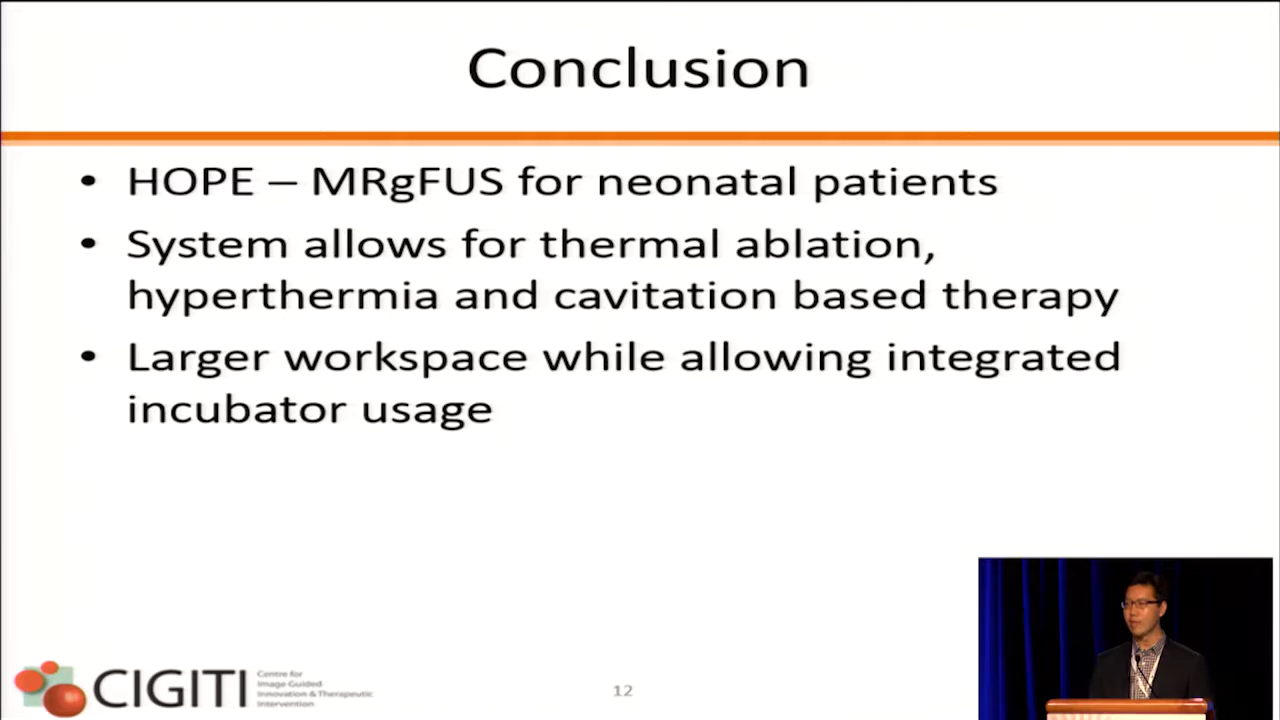 Conclusion
• HOPE – MRgFUS for neonatal patients
• System allows for thermal ablation,
hyperthermia and cavitation based therapy
• Larger workspace while allowing integrated
incubator usage
CIGITI
Centre for
Image Guided
Innovation & Therapeutic
Intervention
12